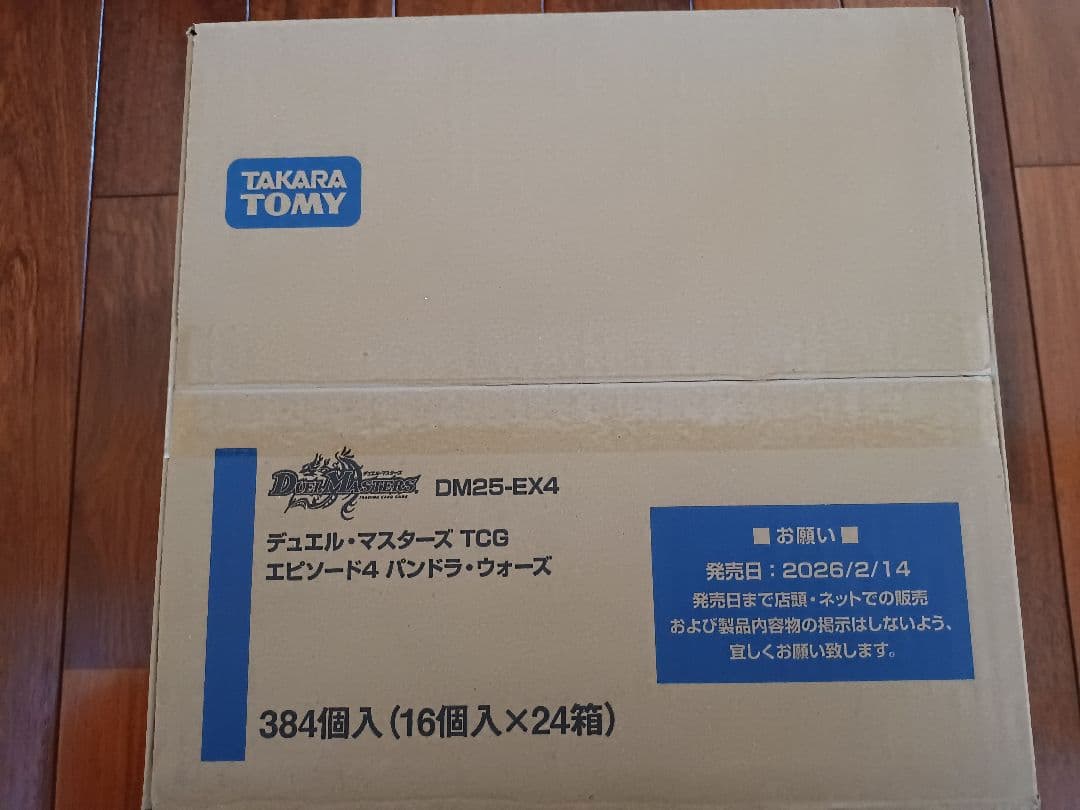 TAKARA
TOMY
デュエル・マスターズ
DUEL MASTERS
TRADING CARD GAME
DM25-EX4
デュエル・マスターズ TCG
エピソード4 パンドラ・ウォーズ
384個入(16個入×24箱)
■お願い■
発売日:2026/2/14
発売日まで店頭・ネットでの販売
および製品内容物の掲示はしないよう、
宜しくお願い致します。